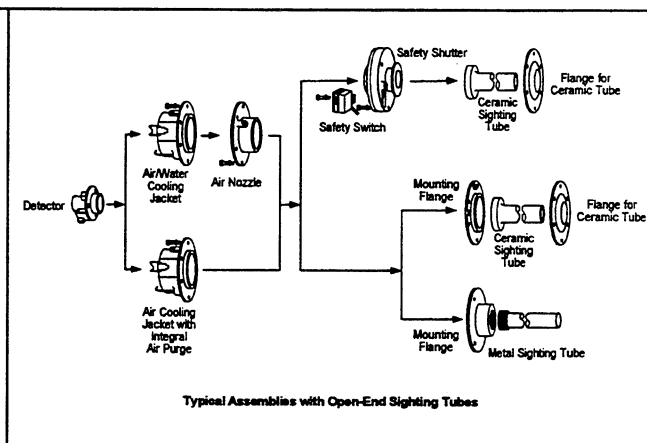 Safety Shutter
Flange for
Ceramic Tube
Ceramic
Sighting
Tube
Safety Switch
Air/Water
Cooling
Jacket
Air Nozzle
Detector
Mounting
Flange
Flange for
Ceramic Tube
Ceramic
Sighting
Tube
Air Cooling
Jacket with
Integral
Air Purge
Mounting
Flange
Metal Sighting Tube
Typical Assemblies with Open-End Sighting Tubes